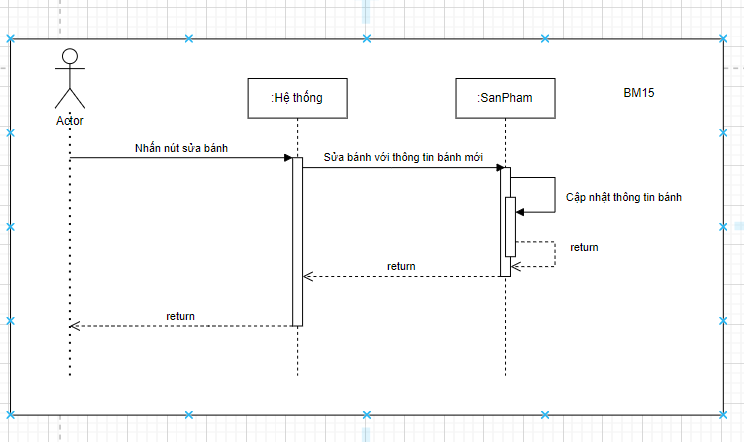 :Hệ thống
:SanPham
BM15
Actor
Nhấn nút sửa bánh
Sửa bánh với thông tin bánh mới
Cập nhật thông tin bánh
return
return
return